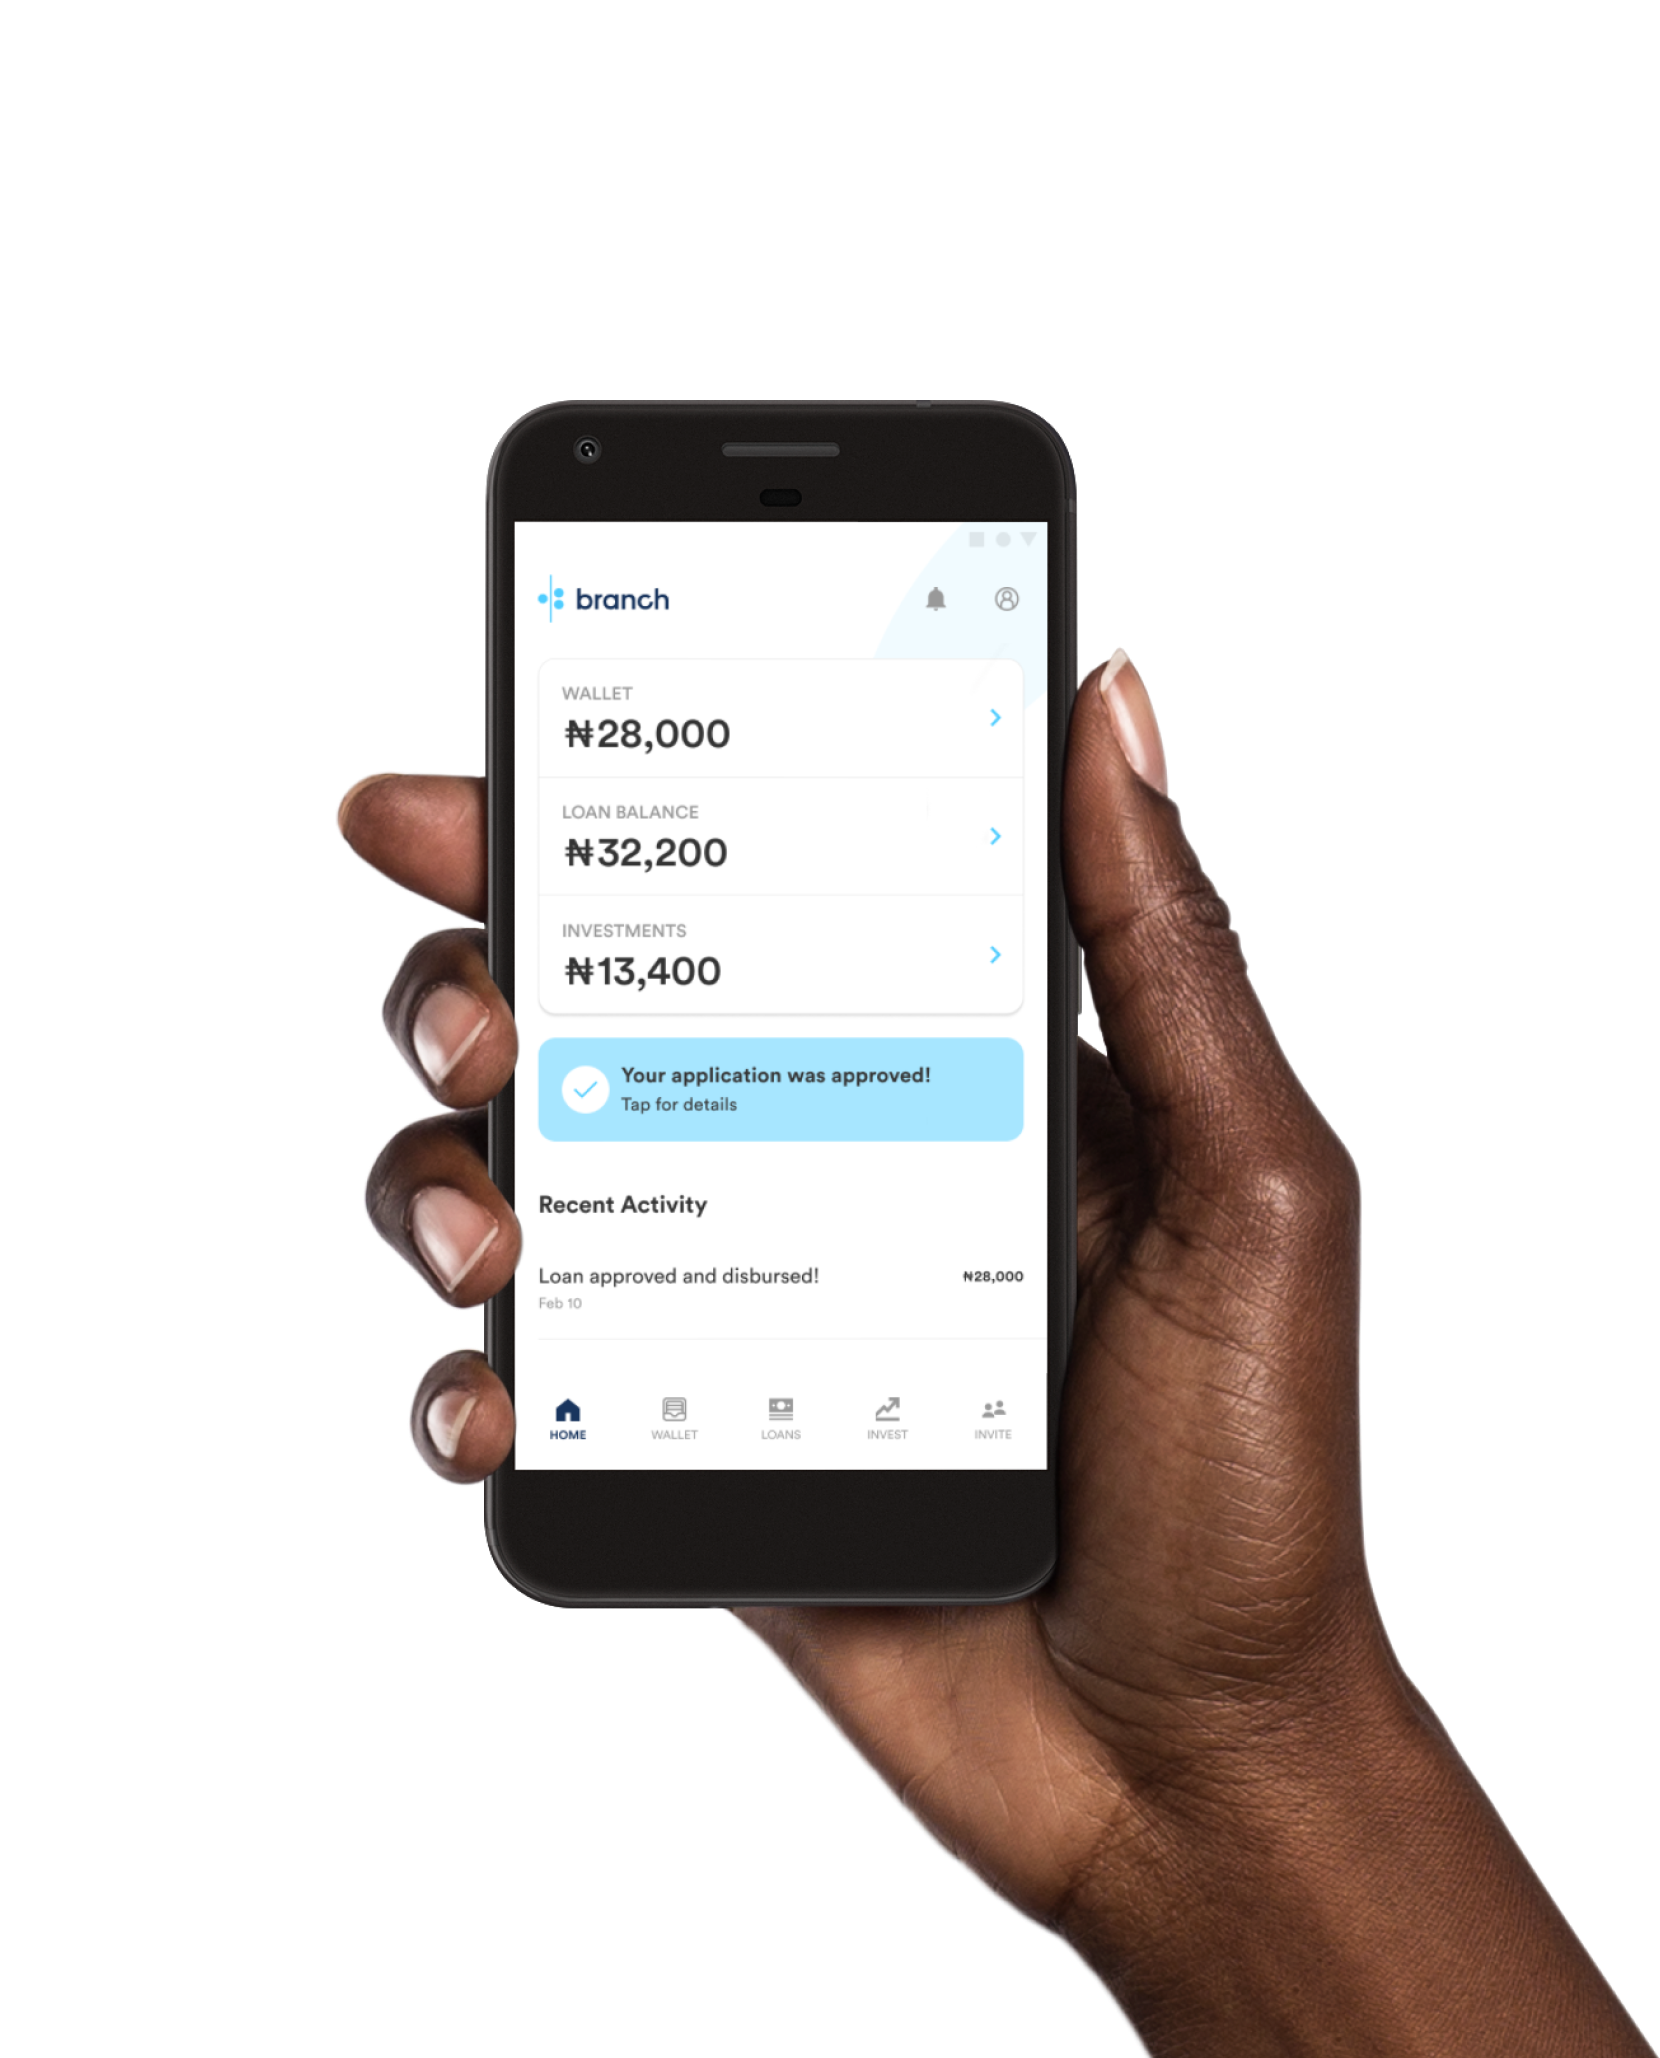 branch
WALLET
₦28,000
LOAN BALANCE
₦32,200
INVESTMENTS
₦13,400
Your application was approved!
Tap for details
Recent Activity
Loan approved and disbursed! ₦28,000
Feb 10
HOME WALLET LOANS INVEST INVITE